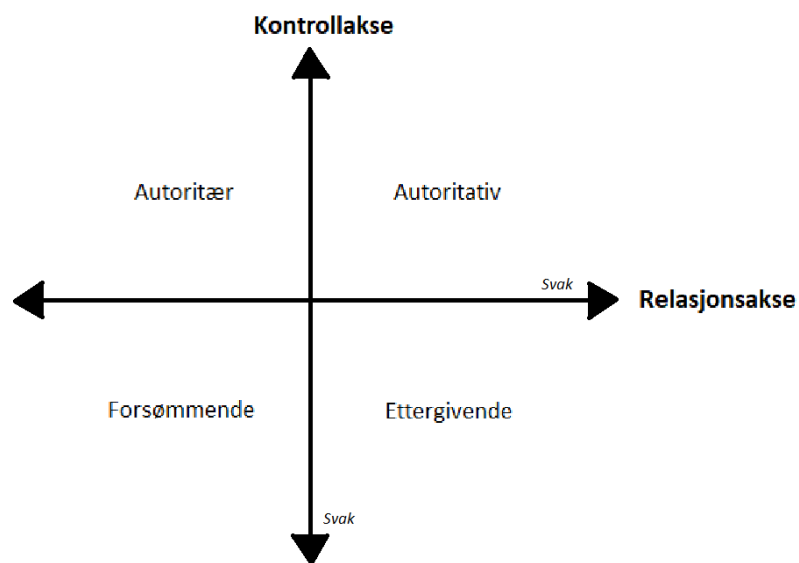 Kontrollakse
Autoritær
Autoritativ
Svak
Relasjonsakse
Forsømmende
Ettergivende
Svak